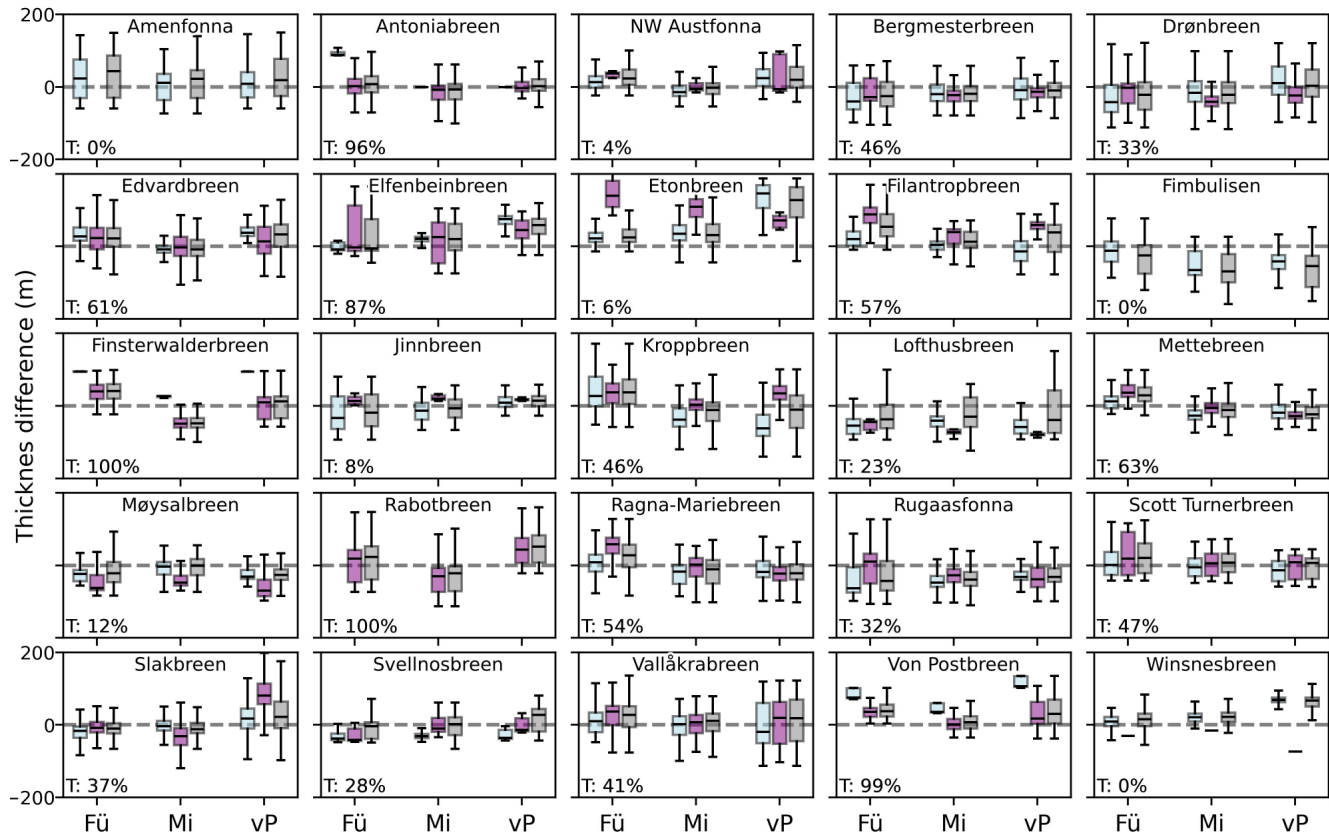 200
0
−200
Amenfonna
T: 0%
Antoniabreen
T: 96%
NW Austfonna
T: 4%
Bergmesterbreen
T: 46%
Drønbreen
T: 33%
Edvardbreen
T: 61%
Elfenbeinbreen
T: 87%
Etonbreen
T: 6%
Filantropbreen
T: 57%
Fimbulisen
T: 0%
Thicknes difference (m)
Finsterwalderbreen
T: 100%
Jinnbreen
T: 8%
Kroppbreen
T: 46%
Lofthusbreen
T: 23%
Mettebreen
T: 63%
Møysalbreen
T: 12%
Rabotbreen
T: 100%
Ragna-Mariebreen
T: 54%
Rugaasfonna
T: 32%
Scott Turnerbreen
T: 47%
200
0
−200
Slakbreen
T: 37%
Svellnosbreen
T: 28%
Vallåkrabreen
T: 41%
Von Postbreen
T: 99%
Winsnesbreen
T: 0%
Fü Mi vP
Fü Mi vP
Fü Mi vP
Fü Mi vP
Fü Mi vP